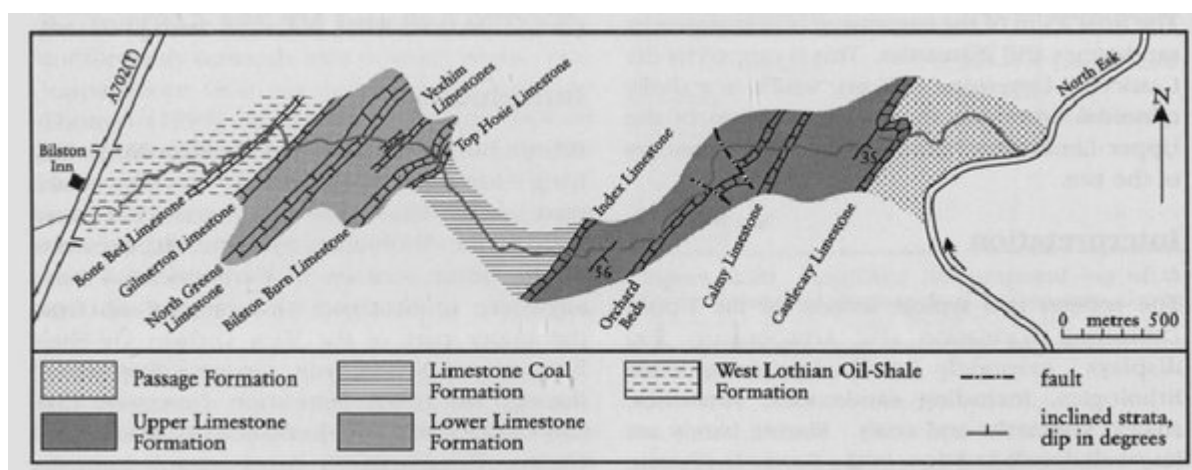 A702(T)
Bilston
Inn
Bone Bed Limestone
Gilmerton Limestone
North Greens
Limestone
Bilston Burn Limestone
Vexhim
Limestones
Top Hosie Limestone
Index Limestone
56
Orchard
Beds
Calmy Limestone
Castlecary Limestone
35
North Esk
N
0 metres 500
Passage Formation
Upper Limestone
Formation
Limestone Coal
Formation
Lower Limestone
Formation
West Lothian Oil-Shale
Formation
fault
inclined strata,
dip in degrees